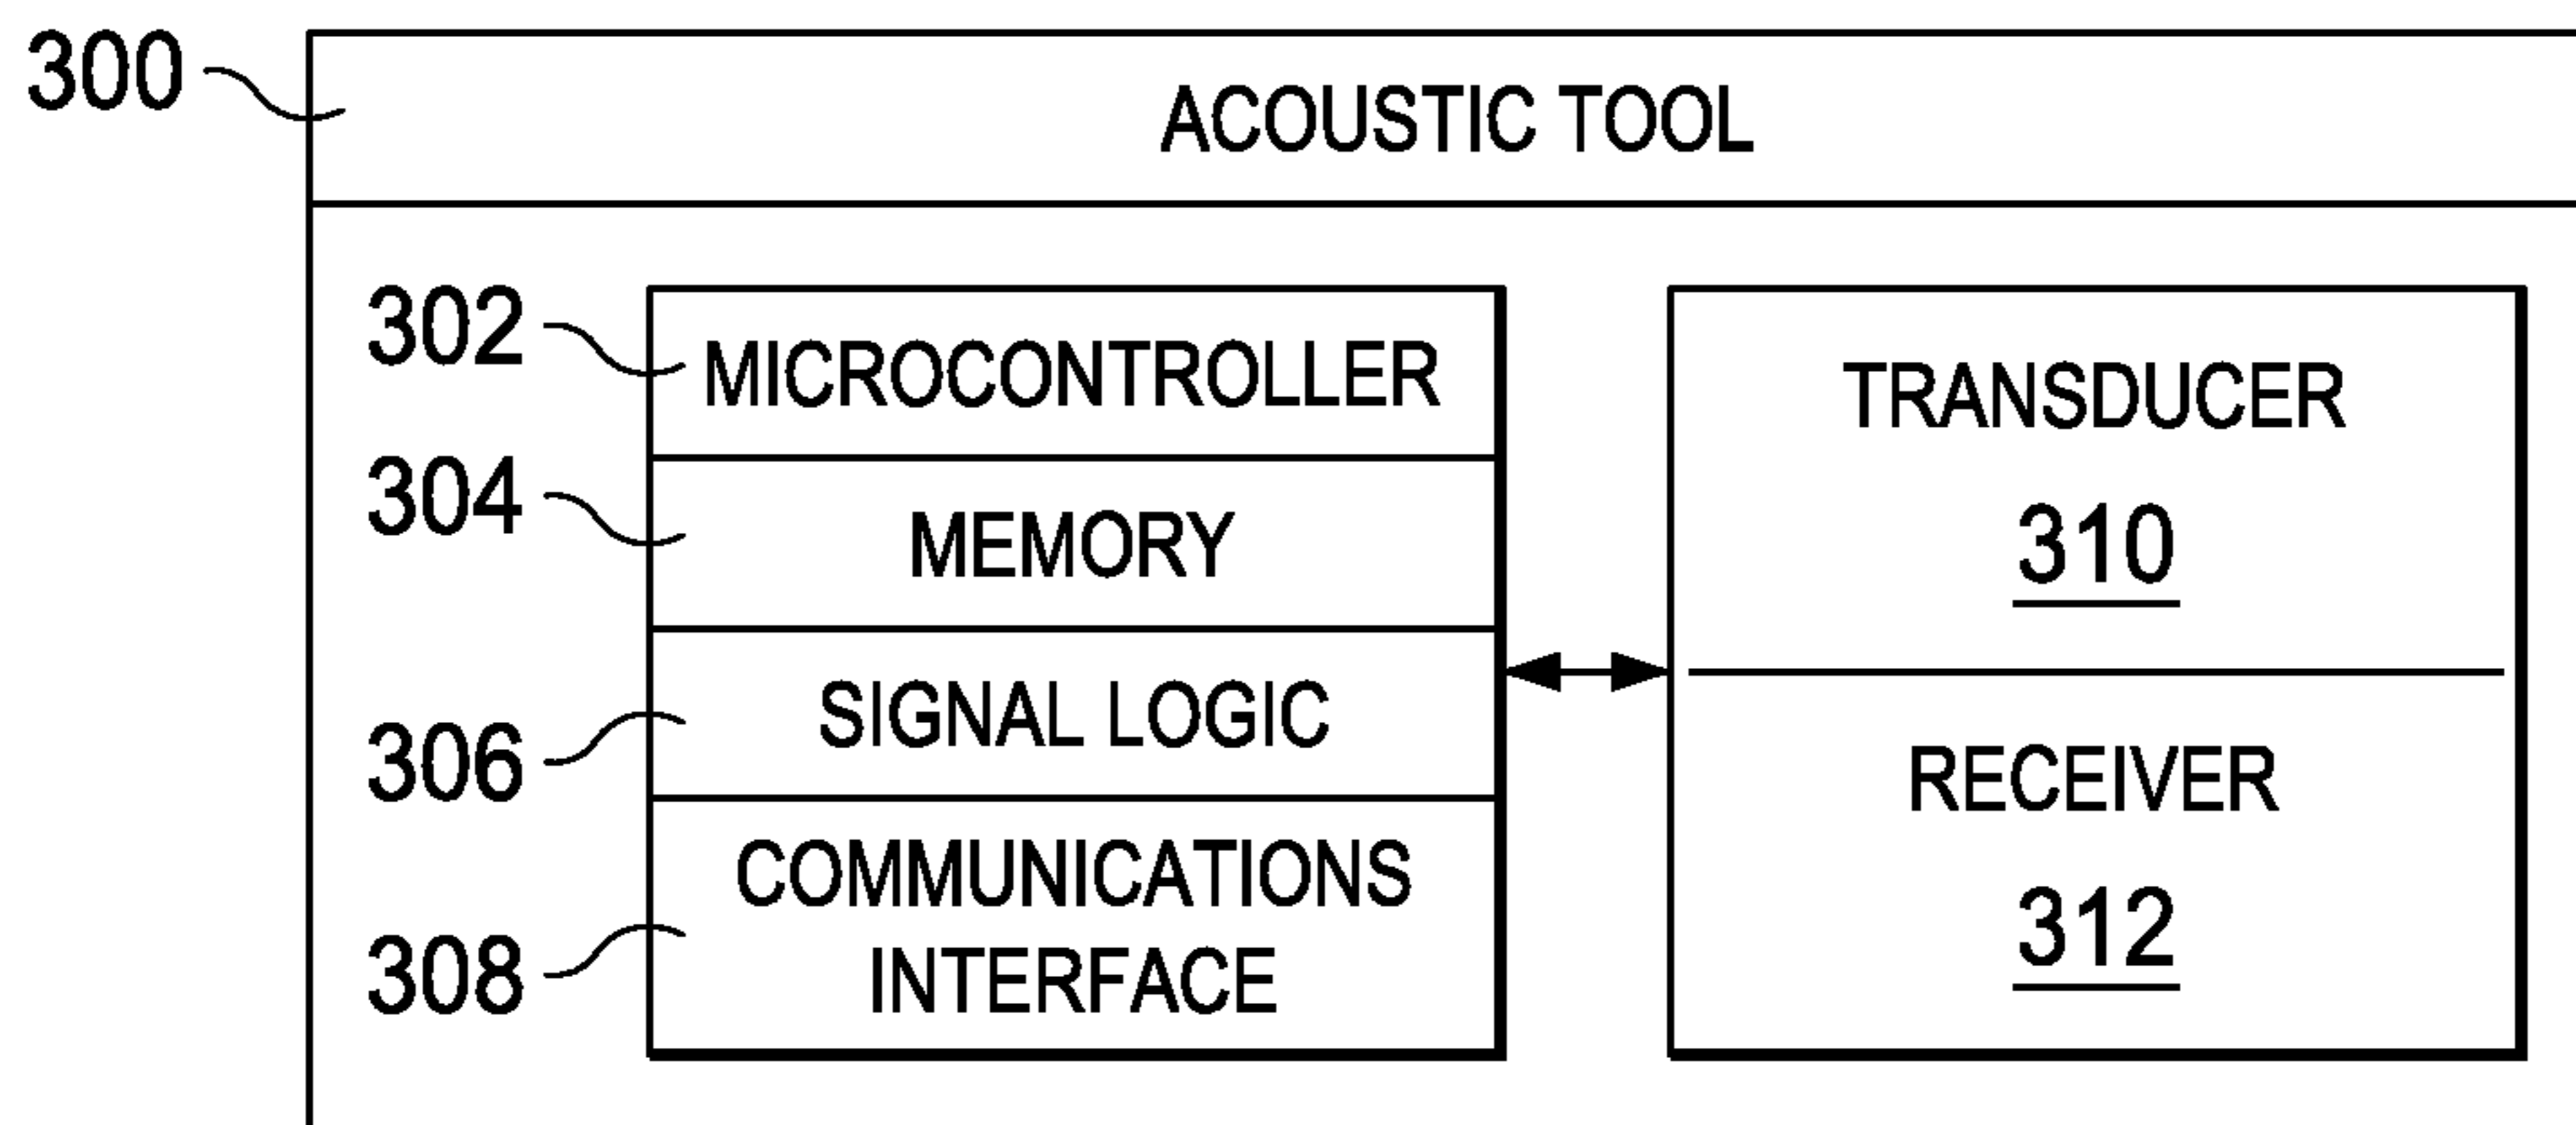 300 ACOUSTIC TOOL
302 MICROCONTROLLER
304 MEMORY
306 SIGNAL LOGIC
308 COMMUNICATIONS
INTERFACE
TRANSDUCER
310
RECEIVER
312